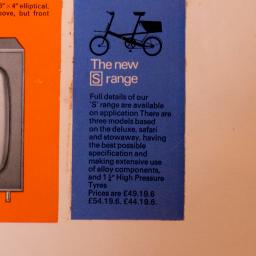 3" × 4" elliptical.
ove, but front
The new
S range
Full details of our
'S' range are available
on application There are
three models based
on the deluxe, safari
and stowaway, having
the best possible
specification and
making extensive use
of alloy components,
and 1¼" High Pressure
Tyres
Prices are £49.19.6
£54.19.6. £44.19.6.